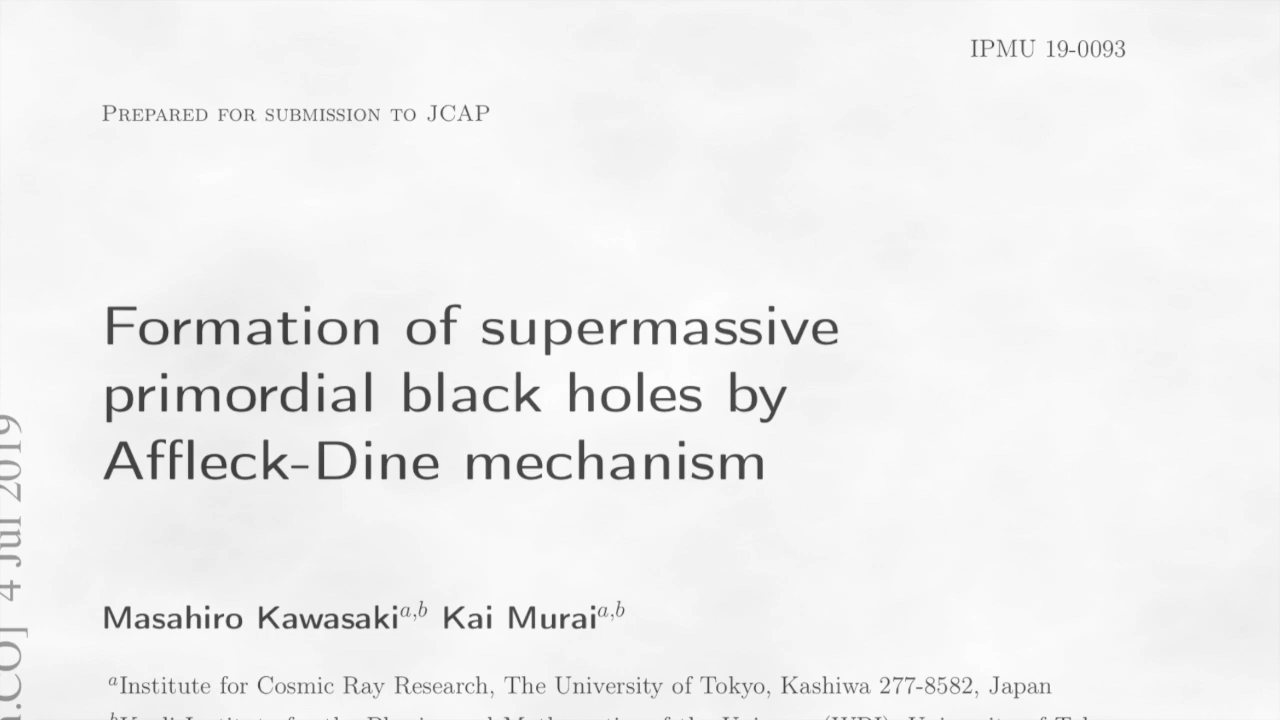 IPMU 19-0093
Prepared for submission to JCAP
Formation of supermassive
primordial black holes by
Affleck-Dine mechanism
Masahiro Kawasaki^{a,b} Kai Murai^{a,b}
^{a}Institute for Cosmic Ray Research, The University of Tokyo, Kashiwa 277-8582, Japan
.CO] 4 Jul 2019